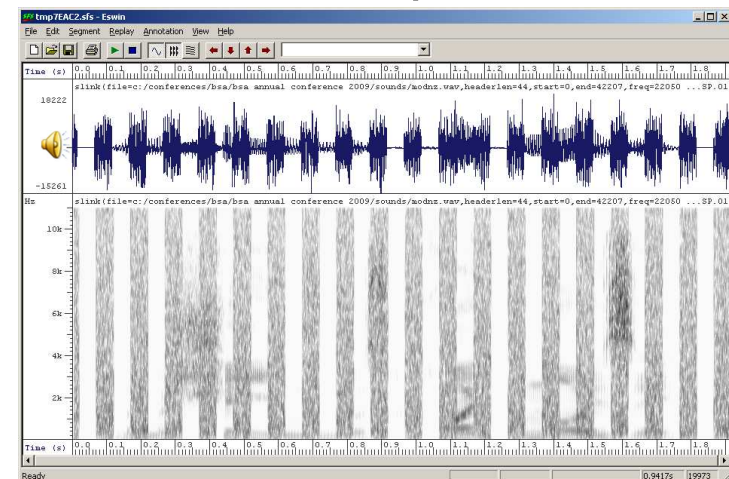 tmp7EAC2.sfs - Eswin
File Edit Segment Replay Annotation View Help
Time (s) 0.0 0.1 0.2 0.3 0.4 0.5 0.6 0.7 0.8 0.9 1.0 1.1 1.2 1.3 1.4 1.5 1.6 1.7 1.8
slink(file=c:/conferences/bsa/bsa annual conference 2009/sounds/modnz.wav,headerlen=44,start=0,end=42207,freq=22050 ...SP.01
18222
-15261
Hz slink(file=c:/conferences/bsa/bsa annual conference 2009/sounds/modnz.wav,headerlen=44,start=0,end=42207,freq=22050 ...SP.01
10k
8k
6k
4k
2k
Time (s) 0.0 0.1 0.2 0.3 0.4 0.5 0.6 0.7 0.8 0.9 1.0 1.1 1.2 1.3 1.4 1.5 1.6 1.7 1.8
Ready 0.9417s 19973